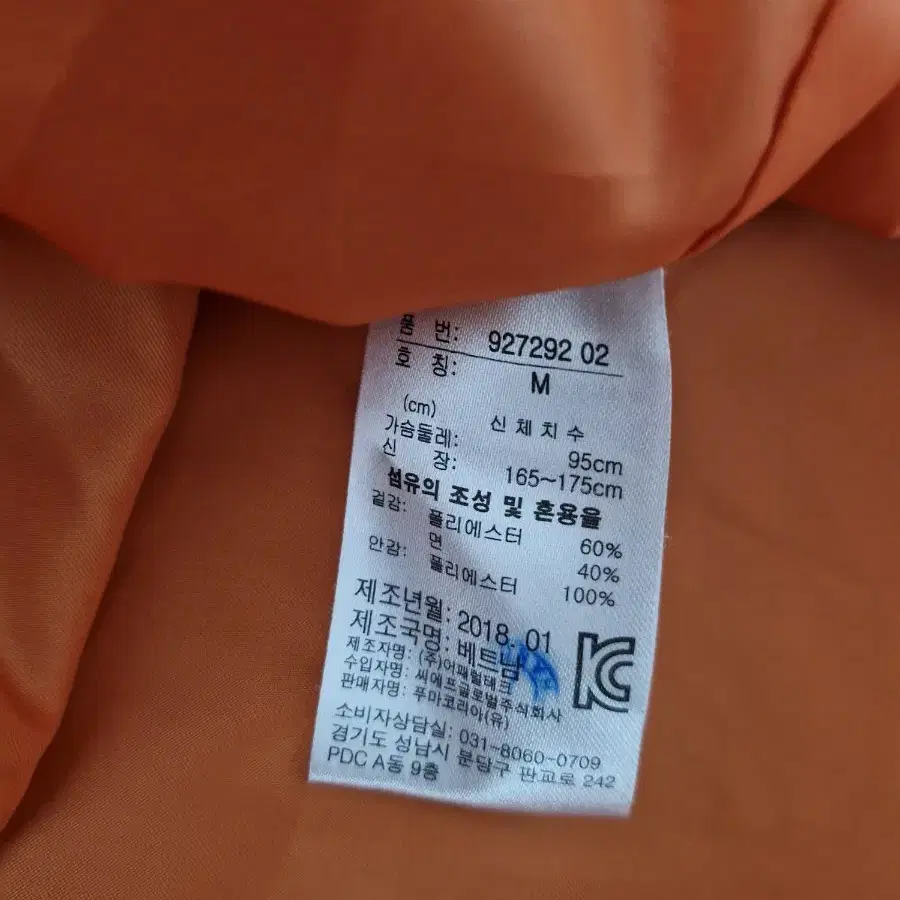 품 번: 927292 02
호 칭: M
(cm) 신체치수
가슴둘레: 95cm
신 장: 165~175cm
섬유의 조성 및 혼용율
겉감: 폴리에스터 60%
면 40%
안감: 폴리에스터 100%
제조년월: 2018. 01
제조국명: 베트남
제조자명: (주)어패럴테크
수입자명: 씨에프글로벌주식회사
판매자명: 푸마코리아(유)
소비자상담실: 031-8060-0709
경기도 성남시 분당구 판교로 242
PDC A동 9층
KC